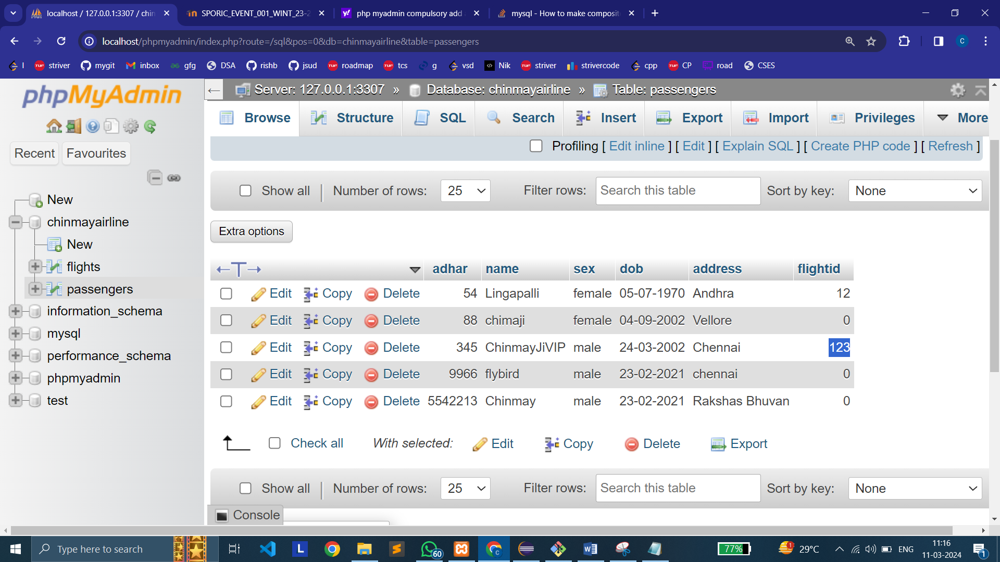 localhost / 127.0.0.1:3307 / chin
SPORIC_EVENT_001_WINT_23-2
php myadmin compulsory add
mysql - How to make composit
localhost/phpmyadmin/index.php?route=/sql&pos=0&db=chinmayairline&table=passengers
C
l striver mygit inbox gfg DSA rishb jsud roadmap tcs g vsd Nik striver strivercode cpp CP road CSES
phpMyAdmin
Server: 127.0.0.1:3307 » Database: chinmayairline » Table: passengers
Browse Structure SQL Search Insert Export Import Privileges More
Recent Favourites
Profiling [ Edit inline ] [ Edit ] [ Explain SQL ] [ Create PHP code ] [ Refresh ]
Show all Number of rows: 25 Filter rows: Search this table Sort by key: None
Extra options
New
chinmayairline
New
flights
passengers
information_schema
mysql
performance_schema
phpmyadmin
test
adhar name sex dob address flightid
Edit Copy Delete 54 Lingapalli female 05-07-1970 Andhra 12
Edit Copy Delete 88 chimaji female 04-09-2002 Vellore 0
Edit Copy Delete 345 ChinmayJiVIP male 24-03-2002 Chennai 123
Edit Copy Delete 9966 flybird male 23-02-2021 chennai 0
Edit Copy Delete 5542213 Chinmay male 23-02-2021 Rakshas Bhuvan 0
Check all With selected: Edit Copy Delete Export
Show all Number of rows: 25 Filter rows: Search this table Sort by key: None
Console
Type here to search
60
77%
1
29°C
ENG
11:16
11-03-2024
1